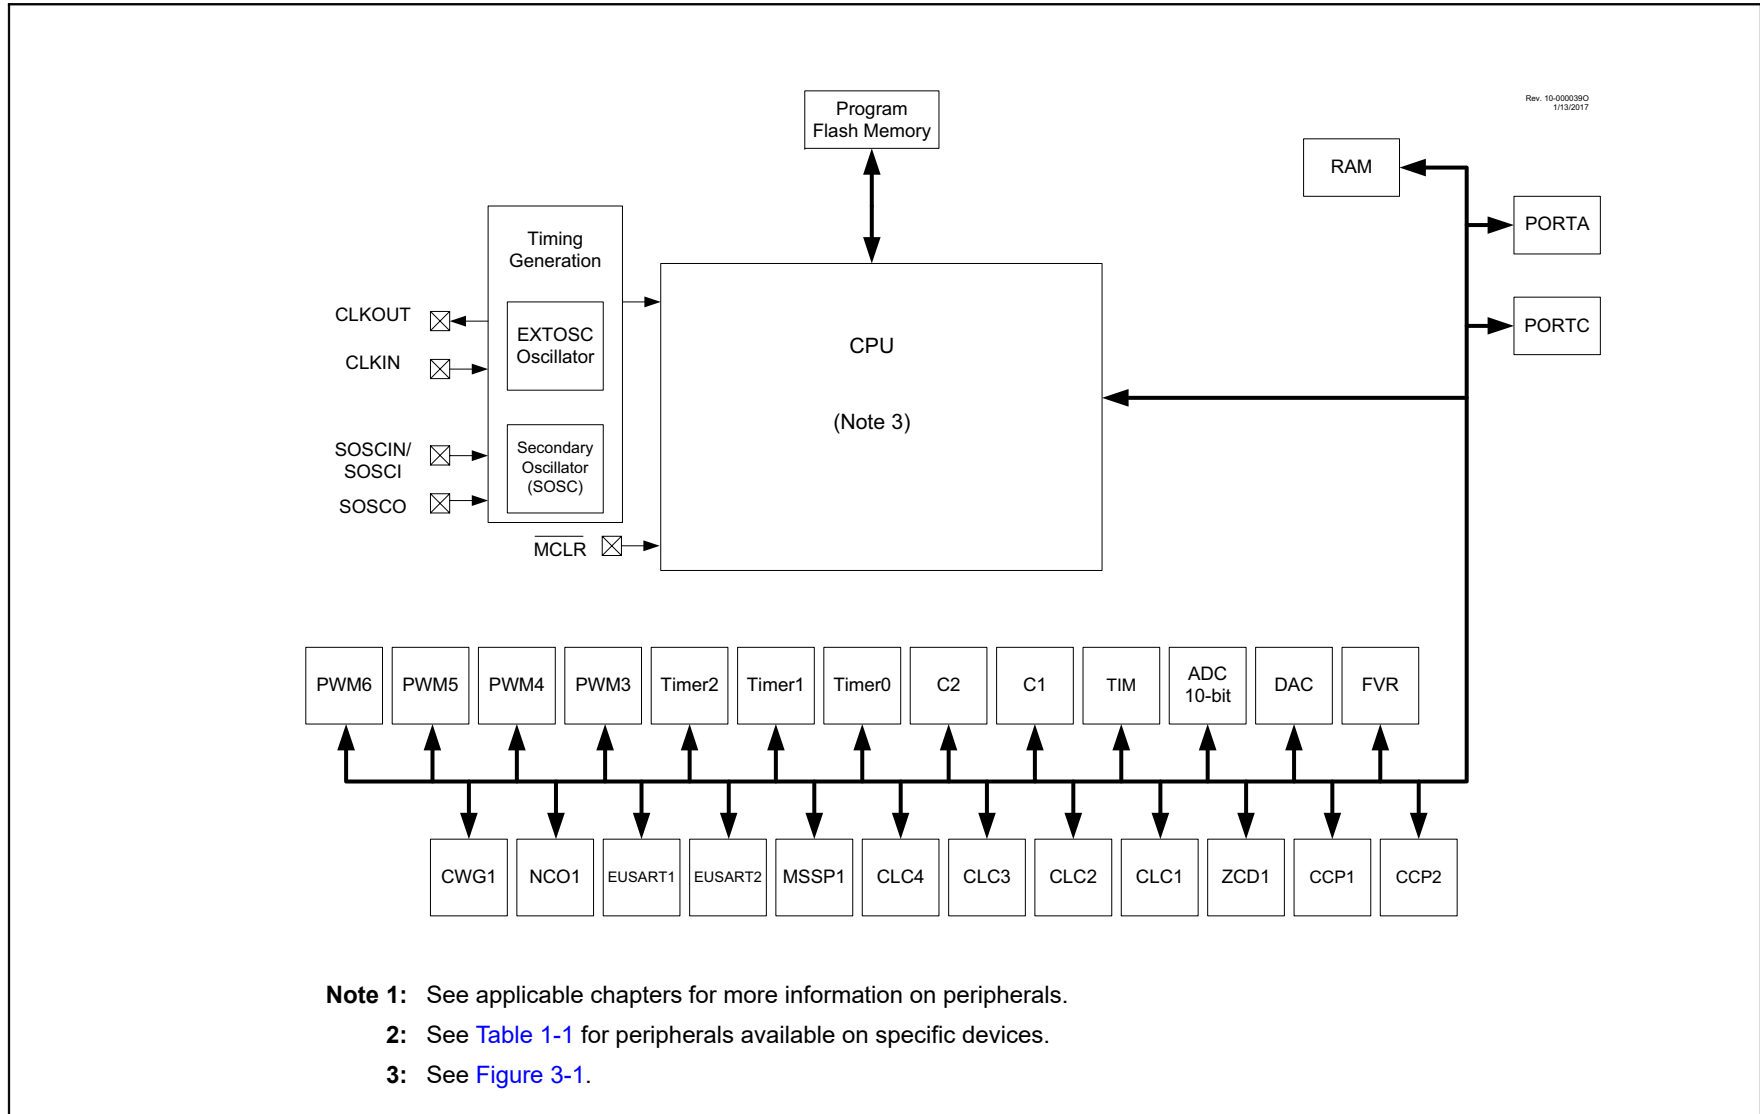 Rev. 10-000039O
1/13/2017
Program
Flash Memory
RAM
PORTA
PORTC
Timing
Generation
CLKOUT
CLKIN
EXTOSC
Oscillator
SOSCIN/
SOSCI
SOSCO
Secondary
Oscillator
(SOSC)
MCLR
CPU
(Note 3)
PWM6
PWM5
PWM4
PWM3
Timer2
Timer1
Timer0
C2
C1
TIM
ADC
10-bit
DAC
FVR
CWG1
NCO1
EUSART1
EUSART2
MSSP1
CLC4
CLC3
CLC2
CLC1
ZCD1
CCP1
CCP2
Note 1: See applicable chapters for more information on peripherals.
2: See Table 1-1 for peripherals available on specific devices.
3: See Figure 3-1.